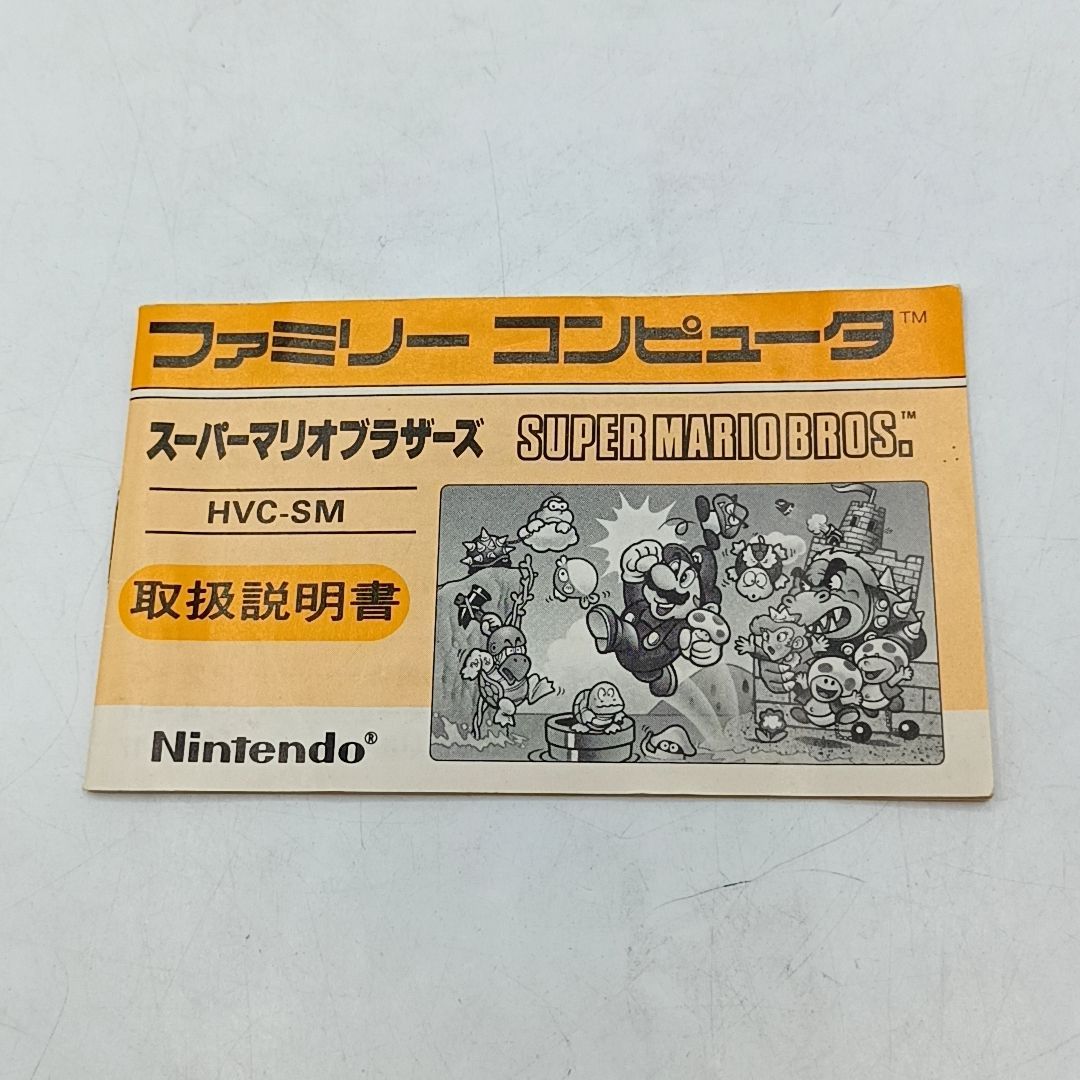 ファミリー コンピュータ™
スーパーマリオブラザーズ SUPER MARIO BROS.™
HVC-SM
取扱説明書
Nintendo®